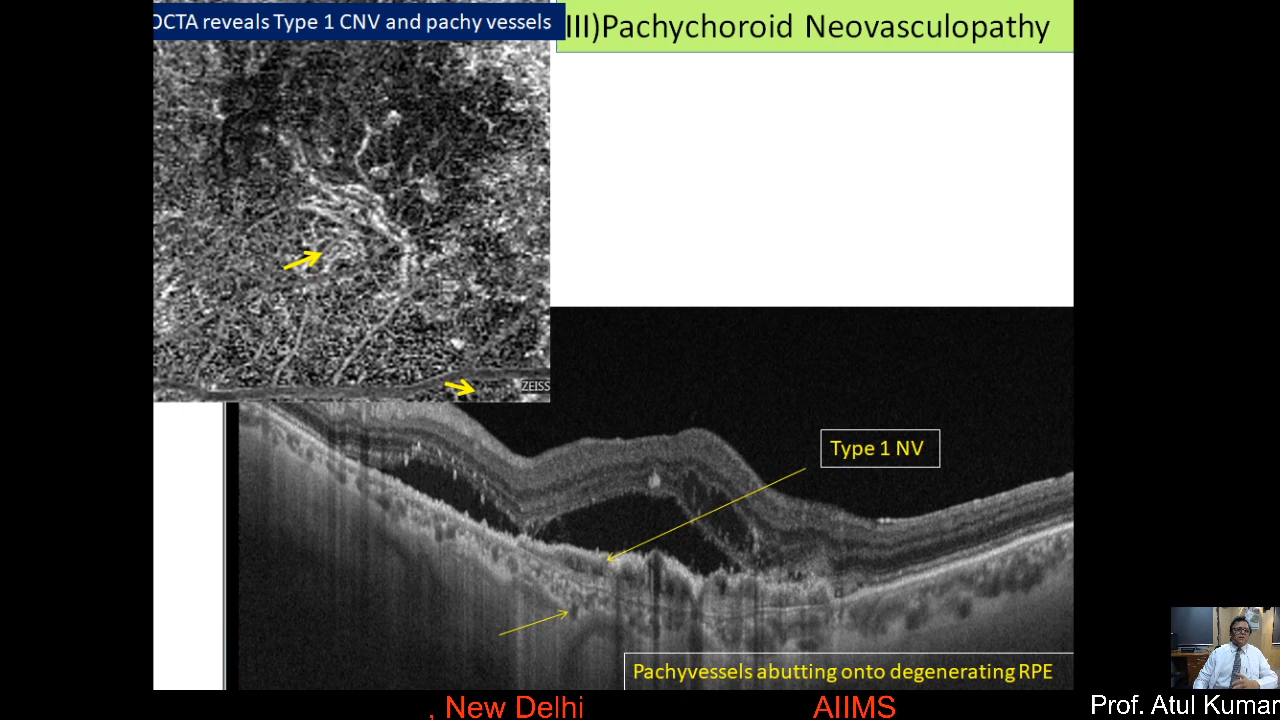 OCTA reveals Type 1 CNV and pachy vessels
III)Pachychoroid Neovasculopathy
ZEISS
Type 1 NV
Pachyvessels abutting onto degenerating RPE
, New Delhi
AIIMS
Prof. Atul Kumar